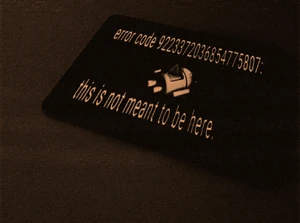 error code 9223372036854775807:
this is not meant to be here.